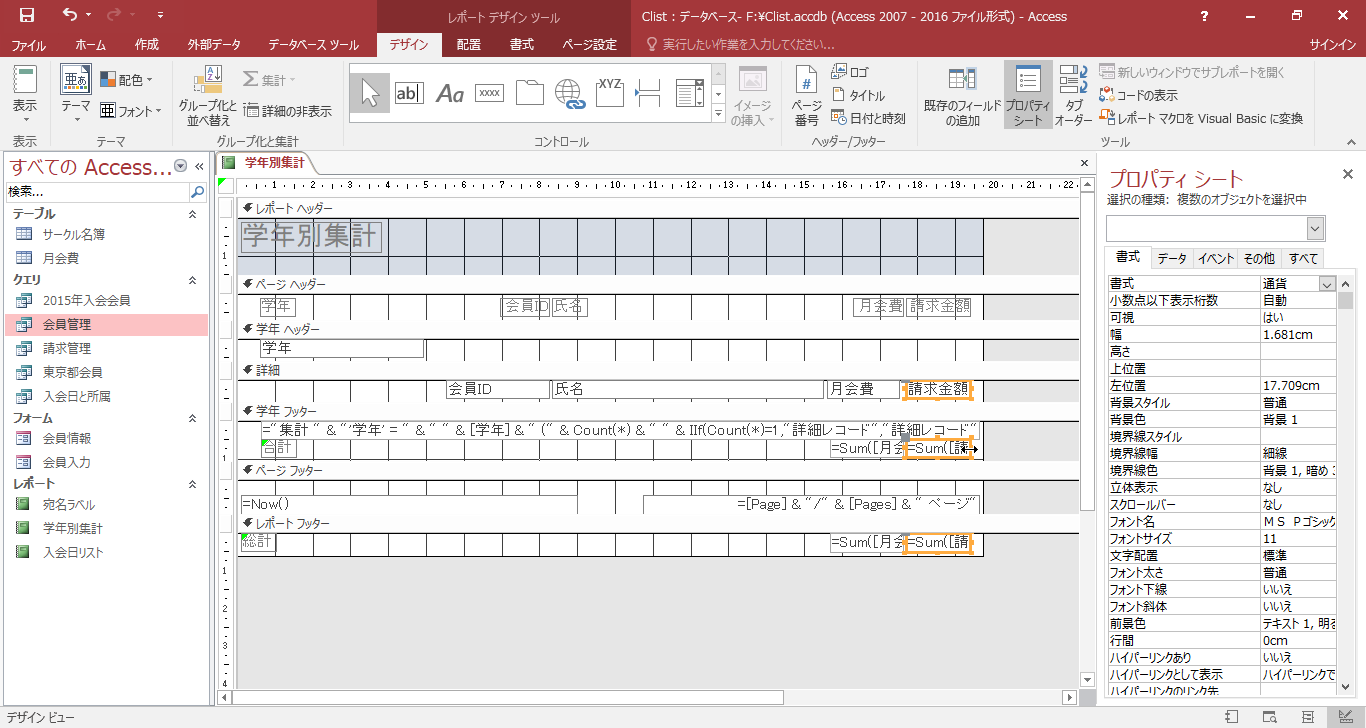 レポート デザイン ツール
Clist : データベース- F:¥Clist.accdb (Access 2007 - 2016 ファイル形式) - Access
?
ファイル ホーム 作成 外部データ データベース ツール デザイン 配置 書式 ページ設定 実行したい作業を入力してください... サインイン
表示
表示
テーマ
配色
フォント
テーマ
グループ化と
並べ替え
集計
詳細の非表示
グループ化と集計
ab|
Aa
xxxx
XYZ
コントロール
イメージ
の挿入
ページ
番号
ロゴ
タイトル
日付と時刻
ヘッダー/フッター
既存のフィールド
の追加
プロパティ
シート
タブ
オーダー
新しいウィンドウでサブレポートを開く
コードの表示
レポート マクロを Visual Basic に変換
ツール
すべての Access...
検索...
テーブル
サークル名簿
月会費
クエリ
2015年入会会員
会員管理
請求管理
東京都会員
入会日と所属
フォーム
会員情報
会員入力
レポート
宛名ラベル
学年別集計
入会日リスト
学年別集計
1 2 3 4 5 6 7 8 9 10 11 12 13 14 15 16 17 18 19 20 21 22
レポート ヘッダー
学年別集計
1
ページ ヘッダー
学年 会員ID 氏名 月会費 請求金額
学年 ヘッダー
学年
詳細
会員ID 氏名 月会費 請求金額
学年 フッター
="集計 " & "'学年' = " & " " & [学年] & " (" & Count(*) & " " & IIf(Count(*)=1,"詳細レコード","詳細レコード"
合計 =Sum([月会 =Sum([請
1
ページ フッター
=Now() =[Page] & "/" & [Pages] & " ページ"
レポート フッター
総計 =Sum([月会 =Sum([請
1
2
3
4
プロパティ シート
選択の種類: 複数のオブジェクトを選択中
書式 データ イベント その他 すべて
書式 通貨
小数点以下表示桁数 自動
可視 はい
幅 1.681cm
高さ
上位置
左位置 17.709cm
背景スタイル 普通
背景色 背景 1
境界線スタイル
境界線幅 細線
境界線色 背景 1, 暗め 3
立体表示 なし
スクロールバー なし
フォント名 ＭＳ Ｐゴシック
フォントサイズ 11
文字配置 標準
フォント太さ 普通
フォント下線 いいえ
フォント斜体 いいえ
前景色 テキスト 1, 明る
行間 0cm
ハイパーリンクあり いいえ
ハイパーリンクとして表示 ハイパーリンクで
ハイパーリンクのリンク先
デザイン ビュー